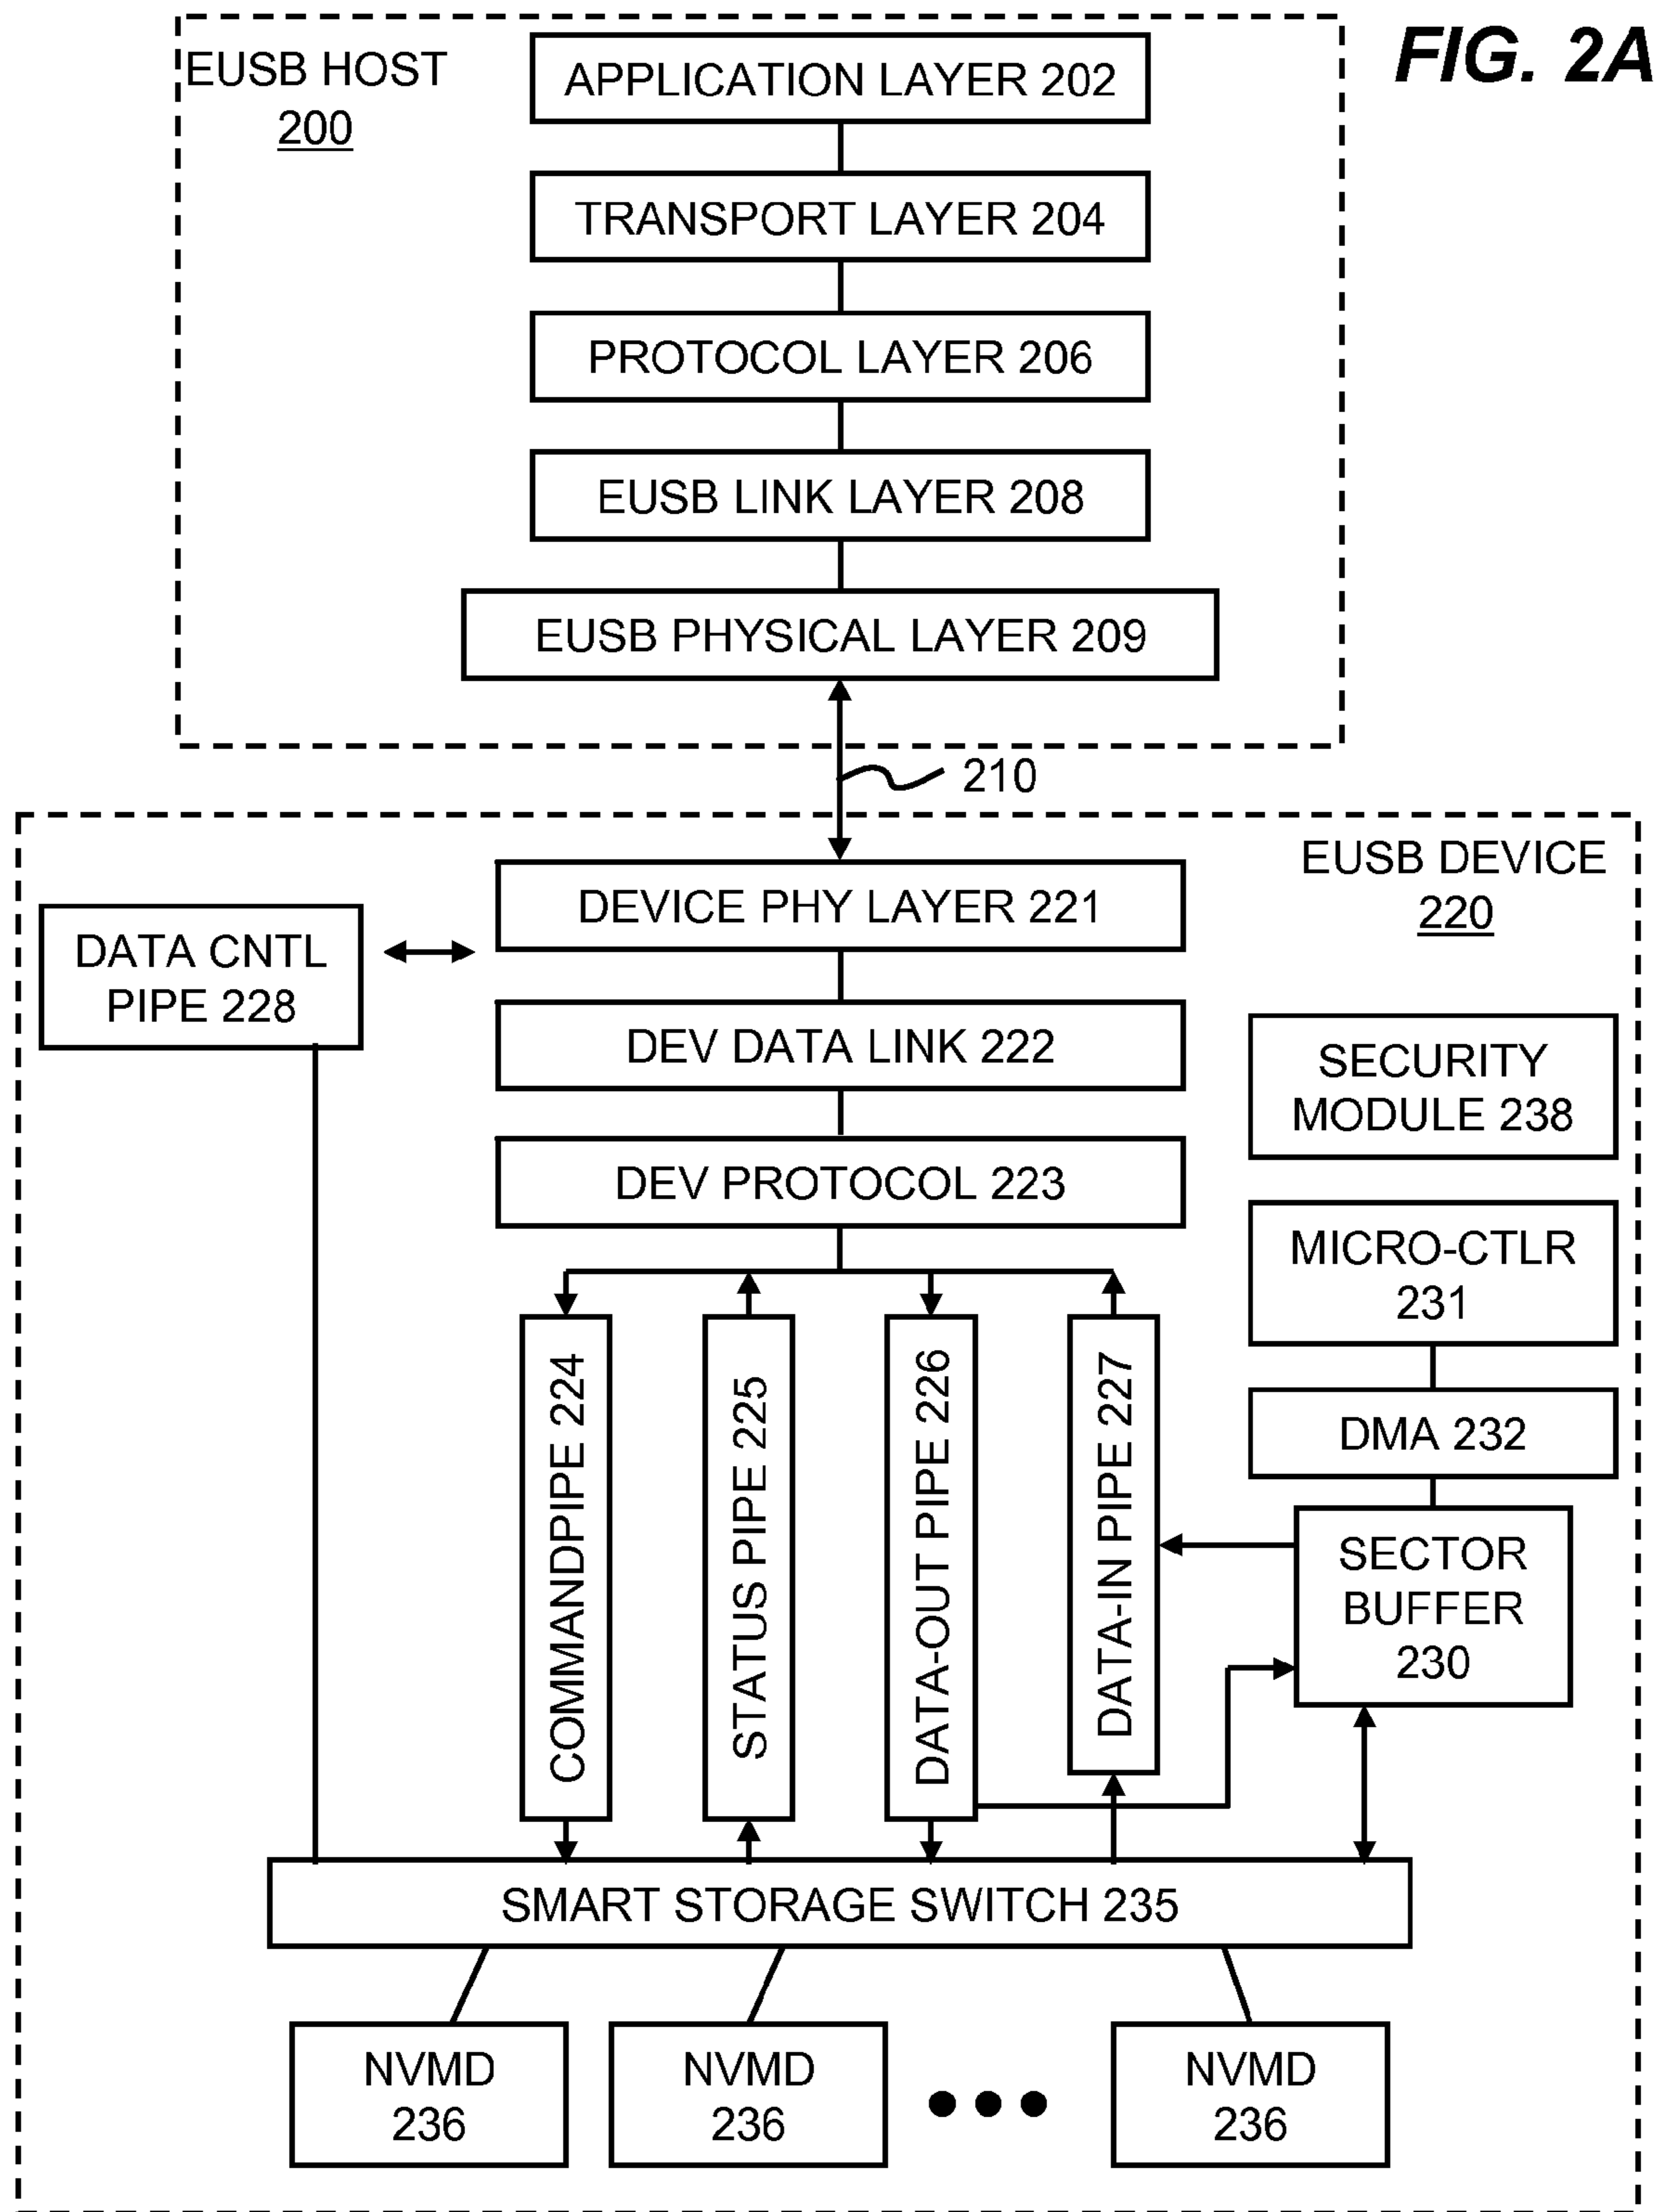 FIG. 2A
EUSB HOST
200
APPLICATION LAYER 202
TRANSPORT LAYER 204
PROTOCOL LAYER 206
EUSB LINK LAYER 208
EUSB PHYSICAL LAYER 209
210
EUSB DEVICE
220
DEVICE PHY LAYER 221
DATA CNTL
PIPE 228
DEV DATA LINK 222
SECURITY
MODULE 238
DEV PROTOCOL 223
MICRO-CTLR
231
COMMANDPIPE 224
STATUS PIPE 225
DATA-OUT PIPE 226
DATA-IN PIPE 227
DMA 232
SECTOR
BUFFER
230
SMART STORAGE SWITCH 235
NVMD
236
NVMD
236
NVMD
236